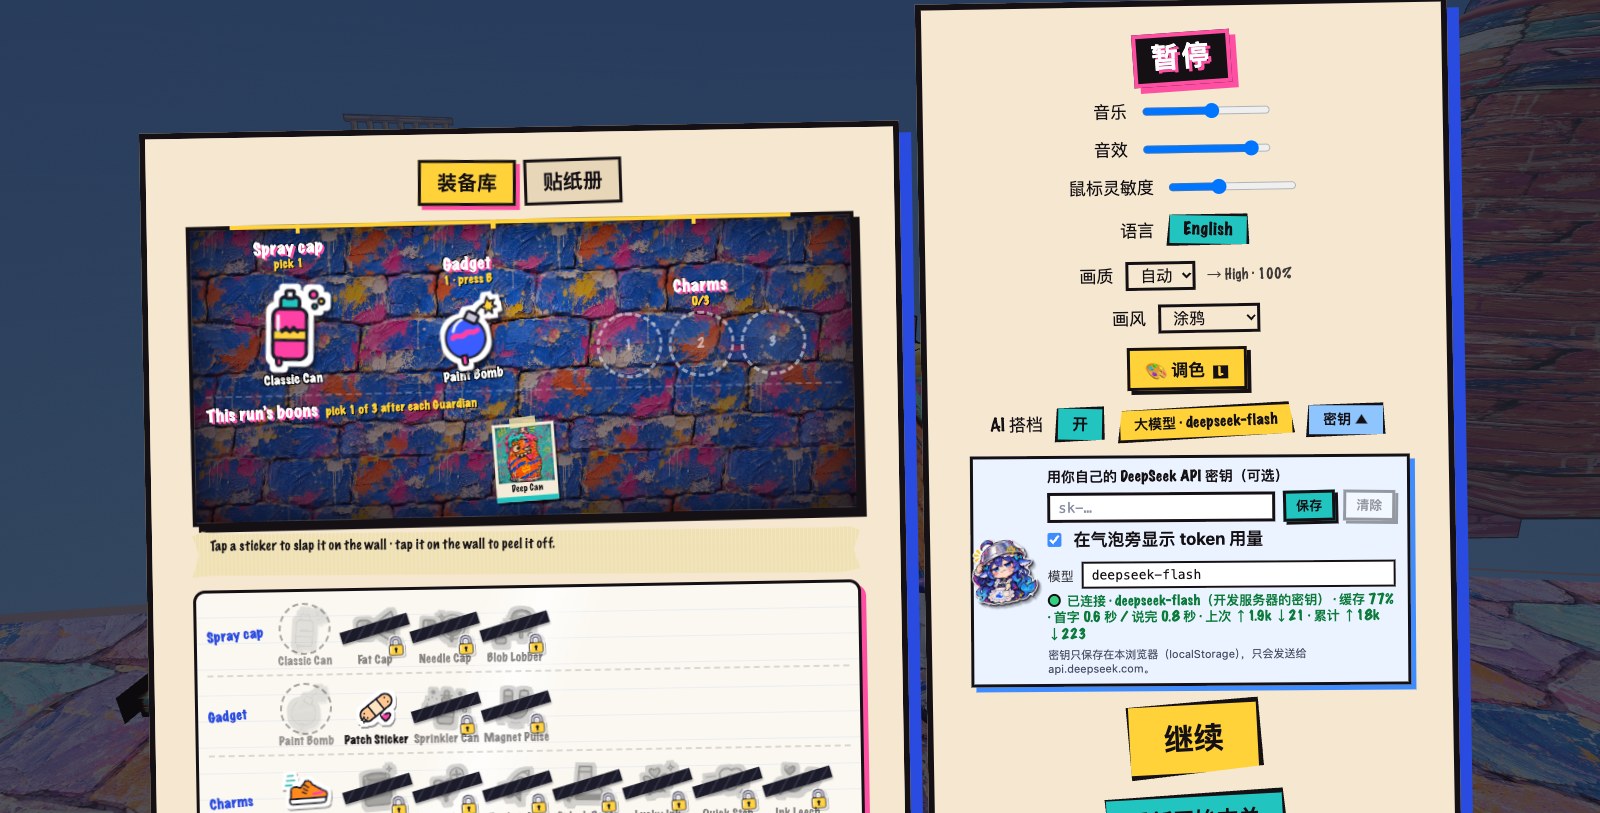 装备库
贴纸册
Spray cap
pick 1
Gadget
1 · press B
Charms
0/3
1
2
3
Classic Can
Paint Bomb
This run's boons pick 1 of 3 after each Guardian
Deep Can
Tap a sticker to slap it on the wall · tap it on the wall to peel it off.
Spray cap
Classic Can
Fat Cap
Needle Cap
Blob Lobber
Gadget
Paint Bomb
Patch Sticker
Sprinkler Can
Magnet Pulse
Charms
暂停
音乐
音效
鼠标灵敏度
语言 English
画质 自动 → High · 100%
画风 涂鸦
调色 L
AI 搭档 开 大模型 · deepseek-flash 密钥 ▲
用你自己的 DeepSeek API 密钥（可选）
sk-… 保存 清除
在气泡旁显示 token 用量
模型 deepseek-flash
已连接 · deepseek-flash（开发服务器的密钥） · 缓存 77%
· 首字 0.6 秒 / 说完 0.8 秒 · 上次 ↑1.9k ↓21 · 累计 ↑18k
↓223
密钥只保存在本浏览器（localStorage），只会发送给
api.deepseek.com。
继续